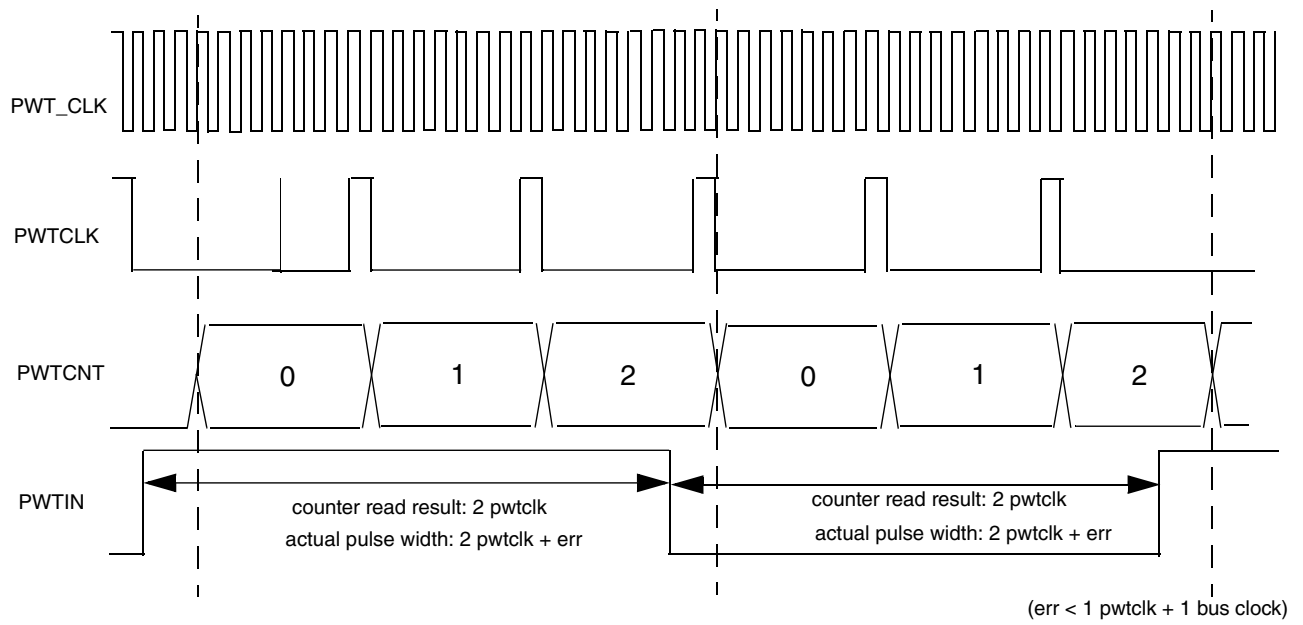 PWT_CLK
PWTCLK
PWTCNT
0 1 2 0 1 2
PWTIN
counter read result: 2 pwtclk
actual pulse width: 2 pwtclk + err
counter read result: 2 pwtclk
actual pulse width: 2 pwtclk + err
(err < 1 pwtclk + 1 bus clock)